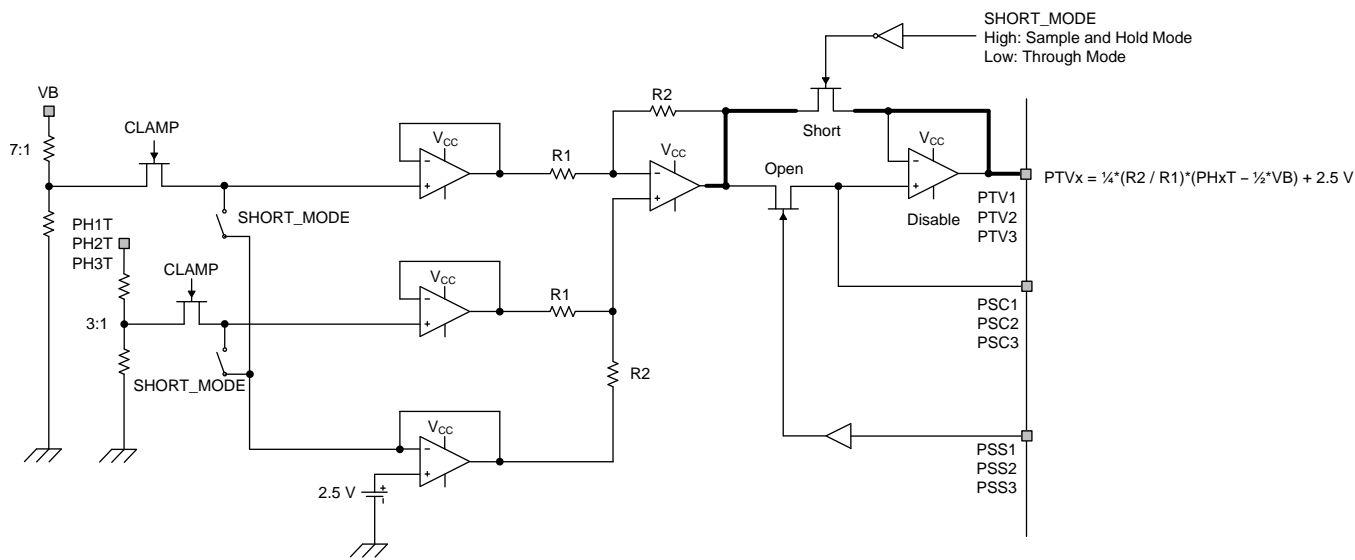 SHORT_MODE
High: Sample and Hold Mode
Low: Through Mode
VB
7:1
CLAMP
SHORT_MODE
PH1T
PH2T
PH3T
CLAMP
3:1
SHORT_MODE
2.5 V
+
VCC
-
+
VCC
-
+
VCC
-
+
R1
R1
R2
R2
VCC
-
+
Short
Open
VCC
-
+
Disable
PTVx = ¼*(R2 / R1)*(PHxT – ½*VB) + 2.5 V
PTV1
PTV2
PTV3
PSC1
PSC2
PSC3
PSS1
PSS2
PSS3